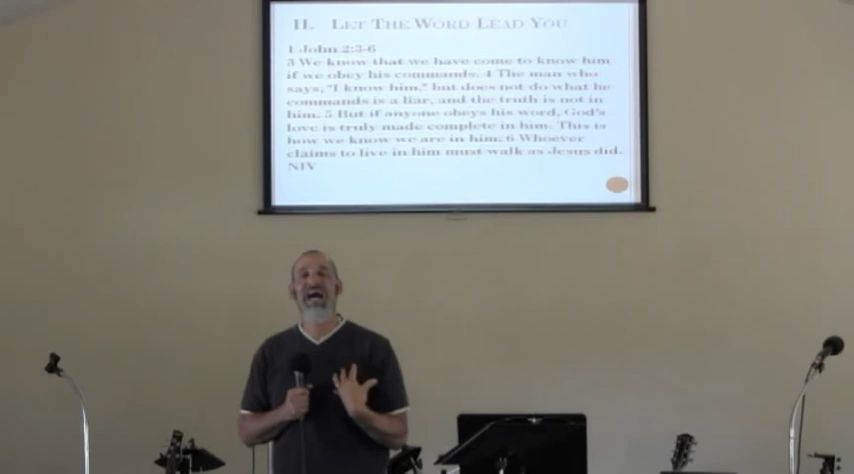 II. LET THE WORD LEAD YOU
1 John 2:3-6
3 We know that we have come to know him
if we obey his commands. 4 The man who
says, "I know him," but does not do what he
commands is a liar, and the truth is not in
him. 5 But if anyone obeys his word, God's
love is truly made complete in him. This is
how we know we are in him: 6 Whoever
claims to live in him must walk as Jesus did.
NIV